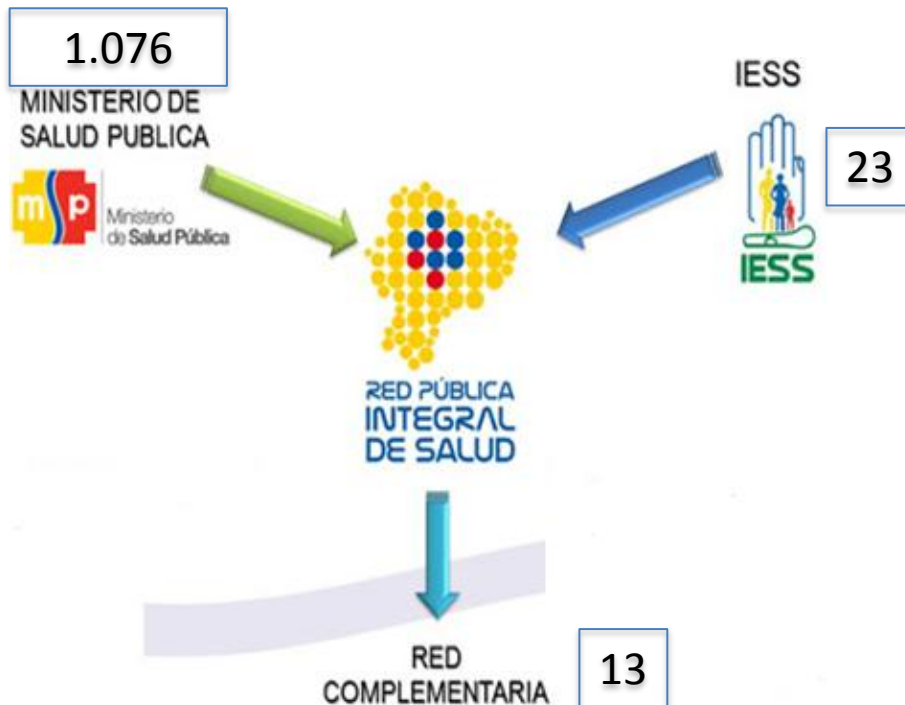 1.076
MINISTERIO DE
SALUD PUBLICA
msp
Ministerio
de Salud Pública
IESS
23
IESS
RED PÚBLICA
INTEGRAL
DE SALUD
RED
COMPLEMENTARIA
13